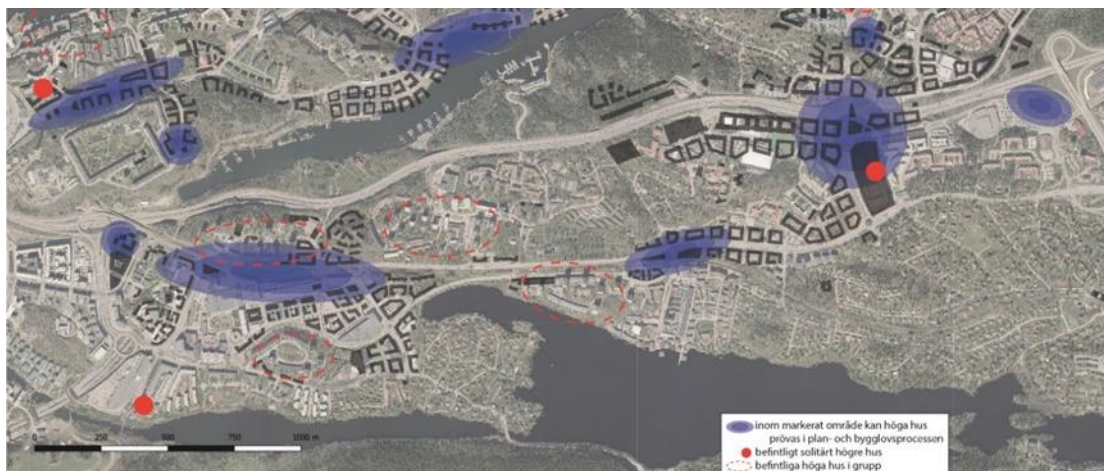 inom markerat område kan höga hus
prövas i plan- och bygglovsprocessen
befintligt solitärt högre hus
befintliga höga hus i grupp
0 250 500 750 1000 m